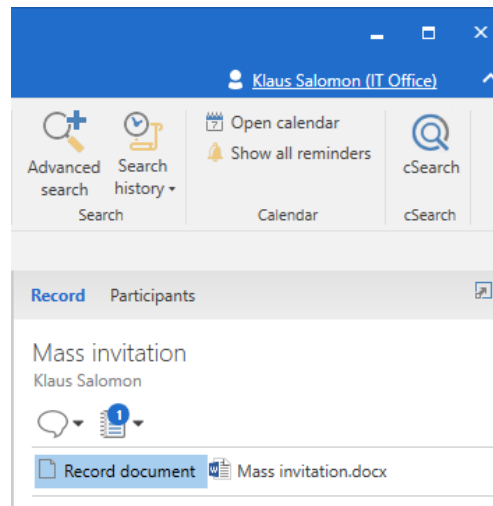 Klaus Salomon (IT Office)
Advanced search
Search history
Search
7
Open calendar
Show all reminders
Calendar
cSearch
cSearch
Record Participants
Mass invitation
Klaus Salomon
1
Record document Mass invitation.docx